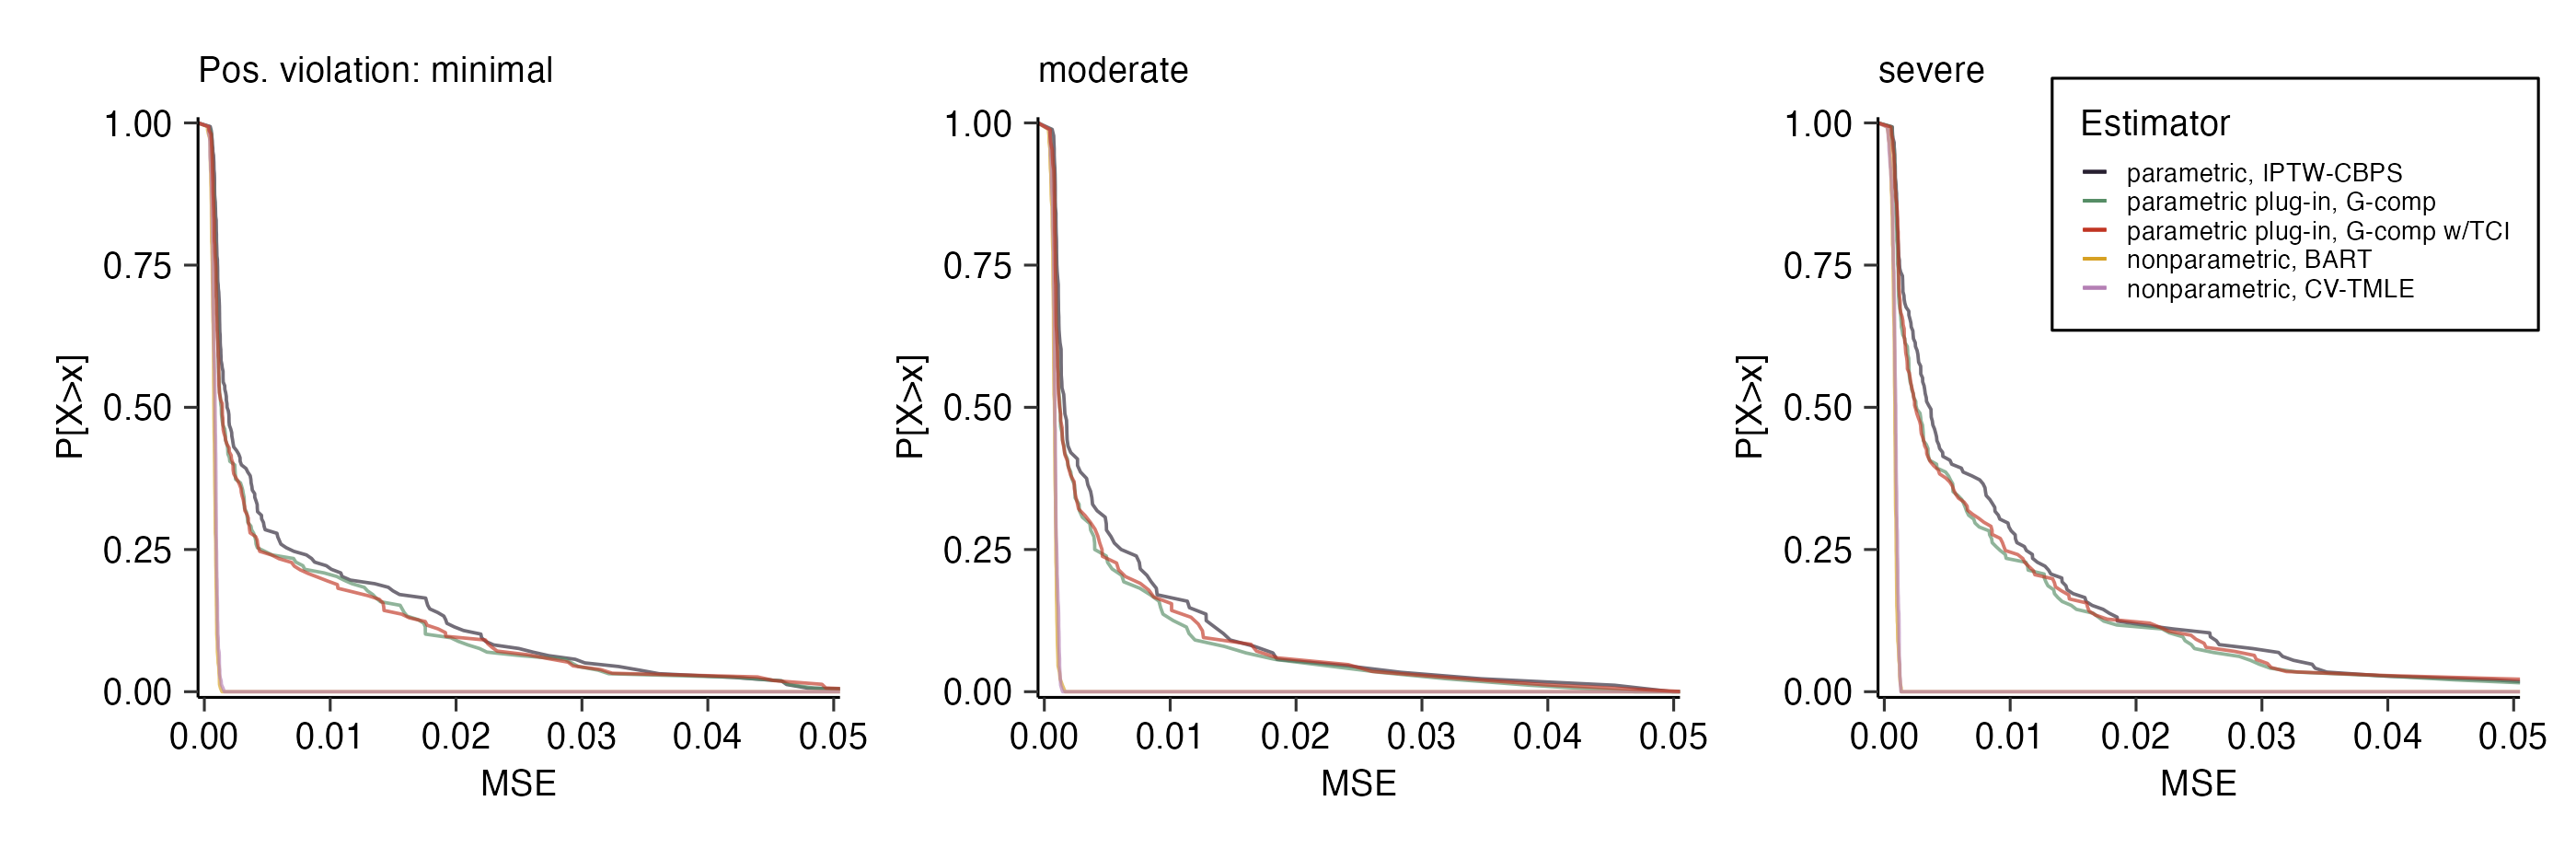 Pos. violation: minimal
1.00
0.75
0.50
0.25
0.00
P[X>x]
0.00 0.01 0.02 0.03 0.04 0.05
MSE
moderate
1.00
0.75
0.50
0.25
0.00
P[X>x]
0.00 0.01 0.02 0.03 0.04 0.05
MSE
severe
1.00
0.75
0.50
0.25
0.00
P[X>x]
0.00 0.01 0.02 0.03 0.04 0.05
MSE
Estimator
parametric, IPTW-CBPS
parametric plug-in, G-comp
parametric plug-in, G-comp w/TCI
nonparametric, BART
nonparametric, CV-TMLE